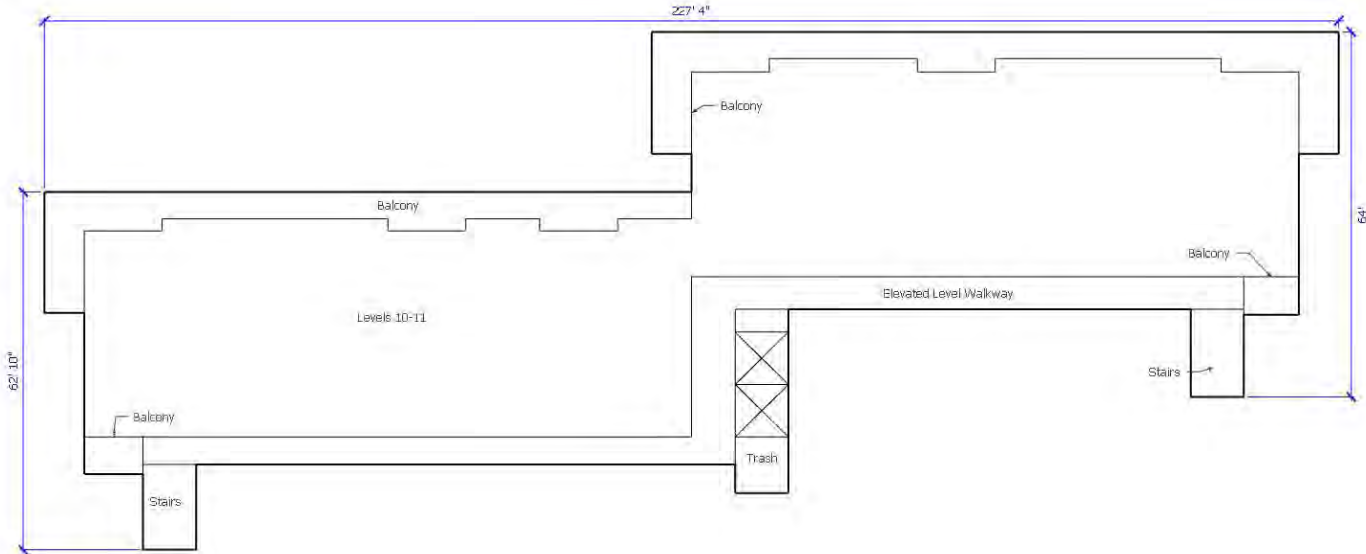 227' 4"
Balcony
Balcony
Balcony
Elevated Level Walkway
Levels 10-11
64'
62' 10"
Stairs
Balcony
Trash
Stairs